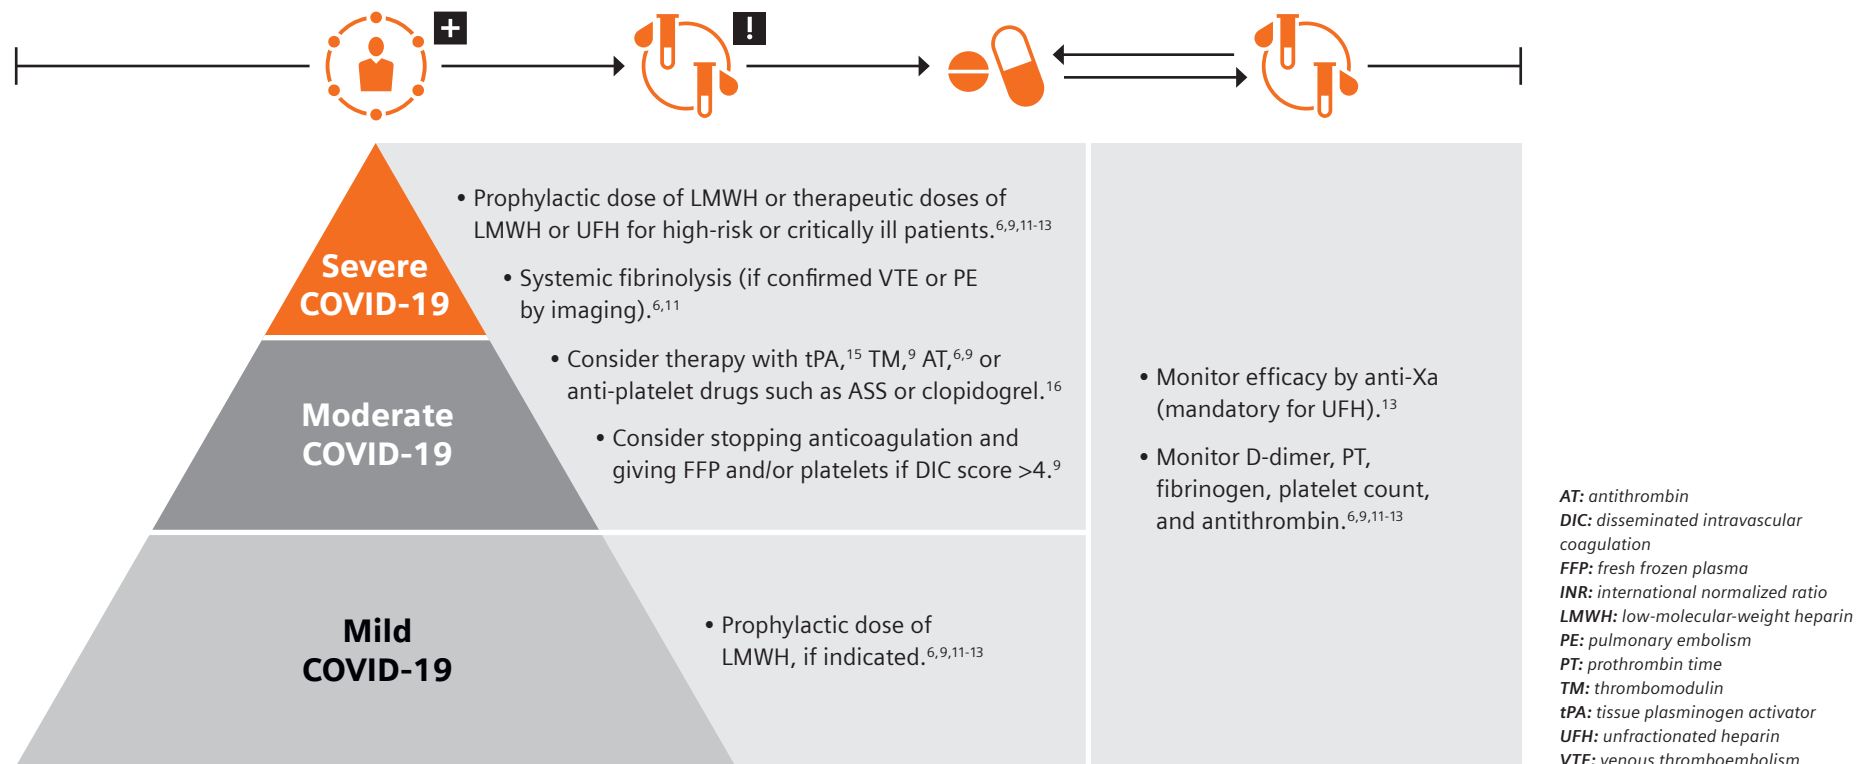 +
!
Severe
COVID-19
Moderate
COVID-19
Mild
COVID-19
• Prophylactic dose of LMWH or therapeutic doses of
LMWH or UFH for high-risk or critically ill patients.6,9,11-13
• Systemic fibrinolysis (if confirmed VTE or PE
by imaging).6,11
• Consider therapy with tPA,15 TM,9 AT,6,9 or
anti-platelet drugs such as ASS or clopidogrel.16
• Consider stopping anticoagulation and
giving FFP and/or platelets if DIC score >4.9
• Prophylactic dose of
LMWH, if indicated.6,9,11-13
• Monitor efficacy by anti-Xa
(mandatory for UFH).13
• Monitor D-dimer, PT,
fibrinogen, platelet count,
and antithrombin.6,9,11-13
AT: antithrombin
DIC: disseminated intravascular
coagulation
FFP: fresh frozen plasma
INR: international normalized ratio
LMWH: low-molecular-weight heparin
PE: pulmonary embolism
PT: prothrombin time
TM: thrombomodulin
tPA: tissue plasminogen activator
UFH: unfractionated heparin
VTE: venous thromboembolism